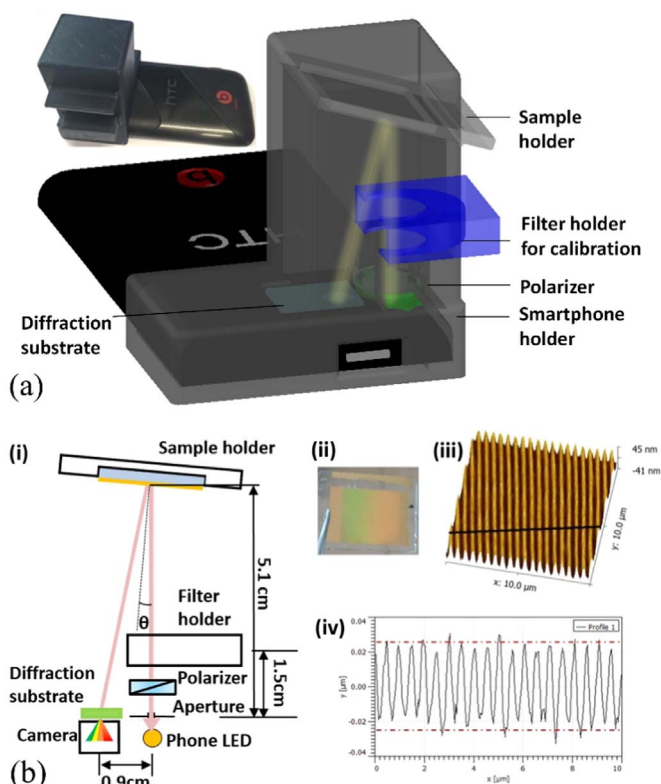 htc
b
HTC
Sample
holder
Filter holder
for calibration
Polarizer
Smartphone
holder
Diffraction
substrate
(a)
(i)
Sample holder
θ
5.1 cm
Filter
holder
1.5cm
Polarizer
Diffraction
substrate
Aperture
Camera
Phone LED
0.9cm
(b)
(ii)
(iii)
45 nm
-41 nm
y: 10.0 µm
x: 10.0 µm
(iv)
Profile 1
0.04
0.02
0.00
-0.02
-0.04
y [µm]
0 2 4 6 8 10
x [µm]